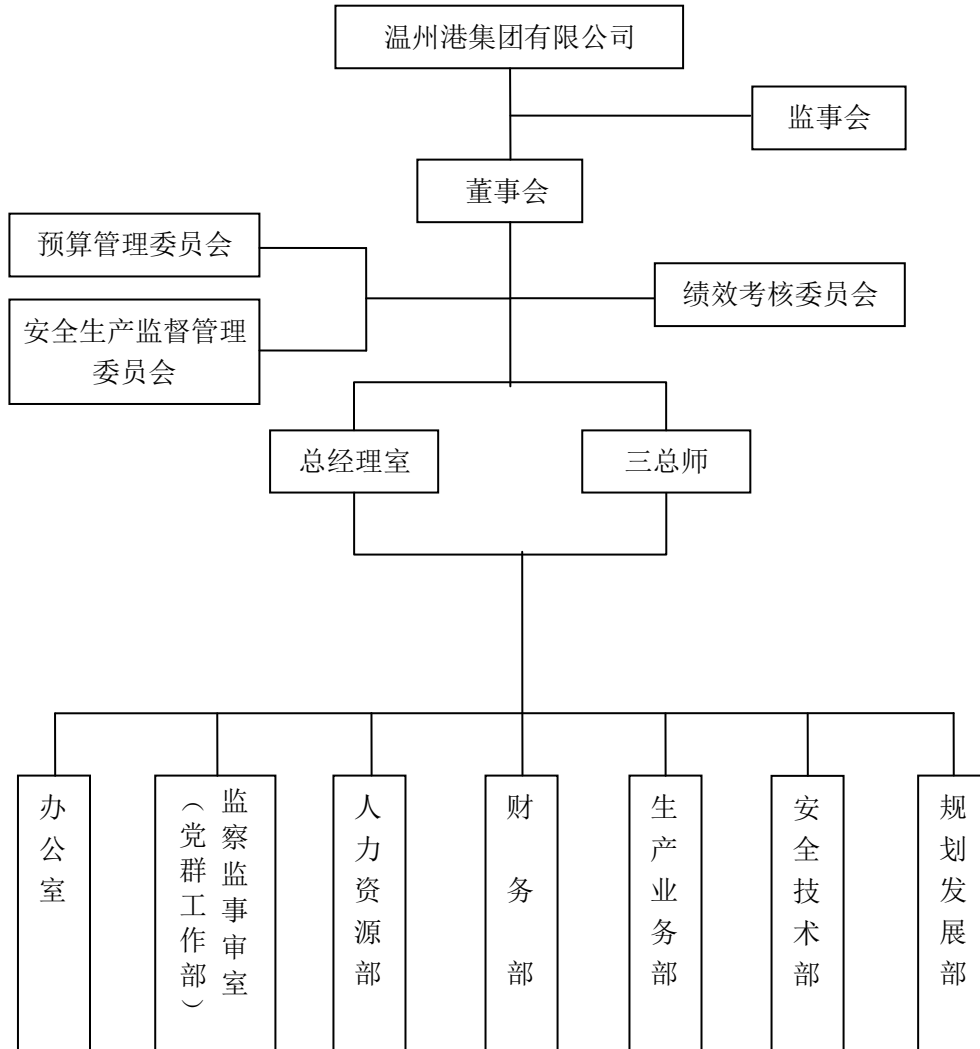 温州港集团有限公司
监事会
董事会
预算管理委员会
绩效考核委员会
安全生产监督管理
委员会
总经理室
三总师
办公室
监察监事审室
（党群工作部）
人力资源部
财务部
生产业务部
安全技术部
规划发展部